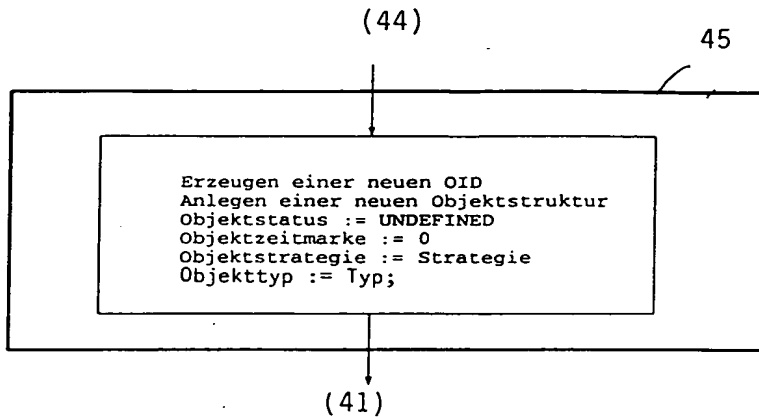 (44)
45
Erzeugen einer neuen OID
Anlegen einer neuen Objektstruktur
Objektstatus := UNDEFINED
Objektzeitmarke := 0
Objektstrategie := Strategie
Objekttyp := Typ;
(41)